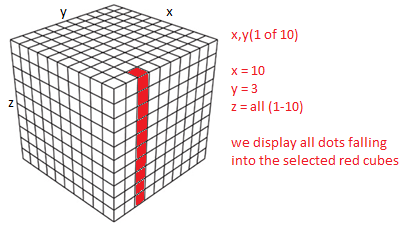 y
x
z
x,y(1 of 10)
x = 10
y = 3
z = all (1-10)
we display all dots falling
into the selected red cubes